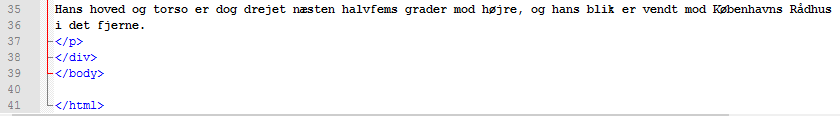 35 Hans hoved og torso er dog drejet næsten halvfems grader mod højre, og hans blik er vendt mod Københavns Rådhus
36 i det fjerne.
37 </p>
38 </div>
39 </body>
40
41 </html>